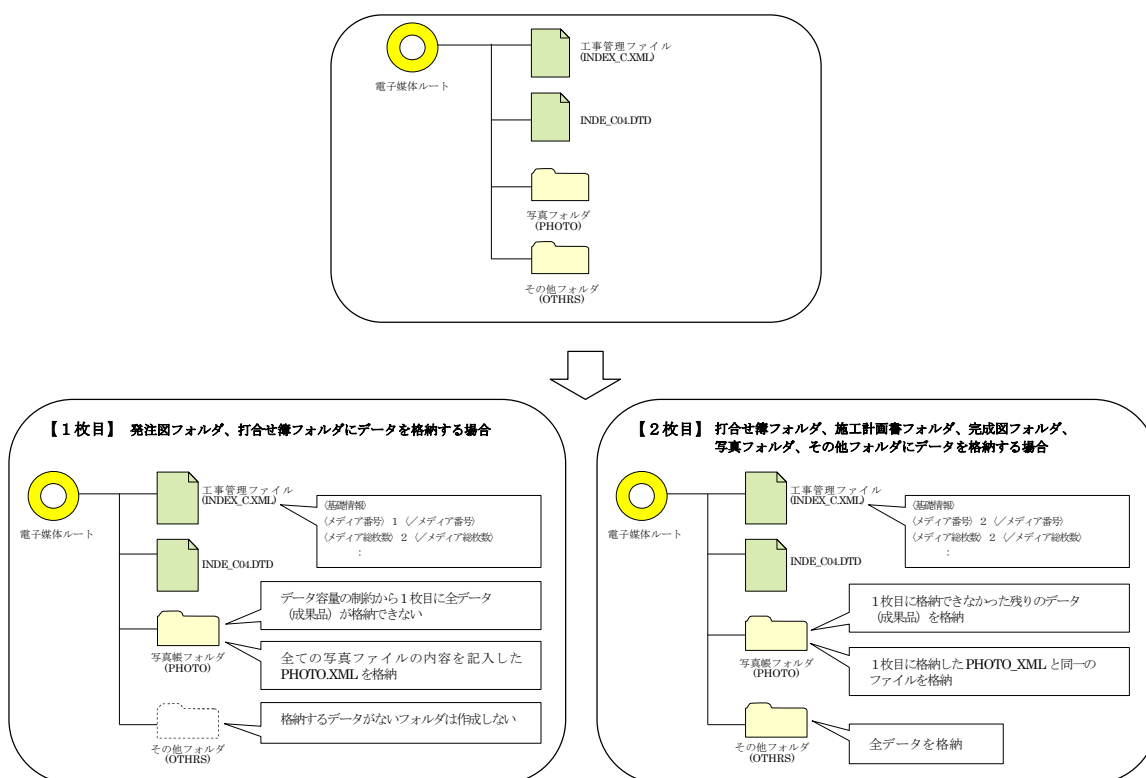 工事管理ファイル
(INDEX_C.XML)
電子媒体ルート
INDE_C04.DTD
写真フォルダ
(PHOTO)
その他フォルダ
(OTHRS)
【1枚目】 発注図フォルダ、打合せ簿フォルダにデータを格納する場合
工事管理ファイル
(INDEX_C.XML)
電子媒体ルート
〈基礎情報〉
〈メディア番号〉 1 〈／メディア番号〉
〈メディア総枚数〉 2 〈／メディア総枚数〉
：
INDE_C04.DTD
データ容量の制約から1枚目に全データ
（成果品）が格納できない
写真帳フォルダ
(PHOTO)
全ての写真ファイルの内容を記入した
PHOTO.XML を格納
格納するデータがないフォルダは作成しない
その他フォルダ
(OTHRS)
【2枚目】 打合せ簿フォルダ、施工計画書フォルダ、完成図フォルダ、
写真フォルダ、その他フォルダにデータを格納する場合
工事管理ファイル
(INDEX_C.XML)
電子媒体ルート
〈基礎情報〉
〈メディア番号〉 2 〈／メディア番号〉
〈メディア総枚数〉 2 〈／メディア総枚数〉
：
INDE_C04.DTD
1枚目に格納できなかった残りのデータ
（成果品）を格納
写真帳フォルダ
(PHOTO)
1枚目に格納した PHOTO_XML と同一の
ファイルを格納
その他フォルダ
(OTHRS)
全データを格納